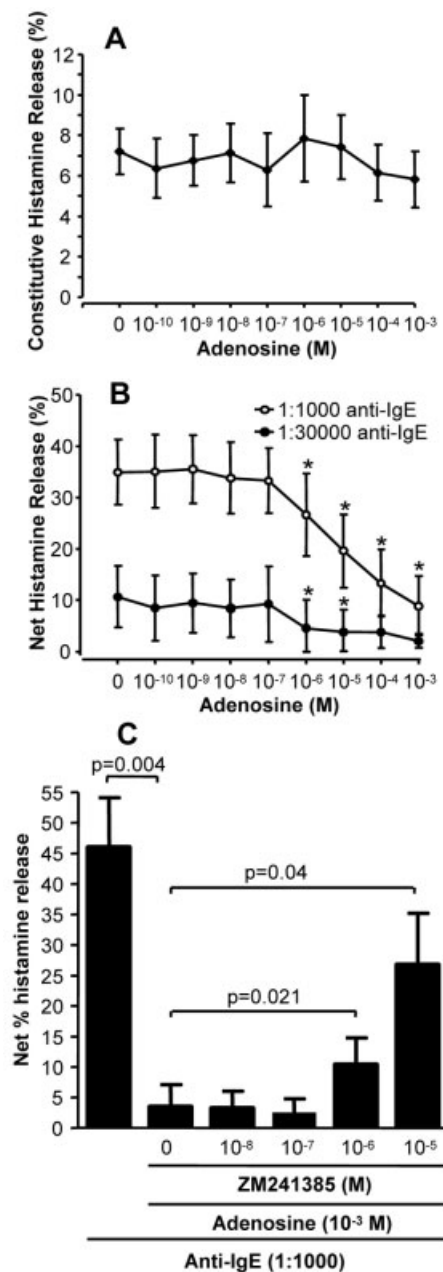 A
Constitutive Histamine Release (%)
12
10
8
6
4
2
0
0 10⁻¹⁰ 10⁻⁹ 10⁻⁸ 10⁻⁷ 10⁻⁶ 10⁻⁵ 10⁻⁴ 10⁻³
Adenosine (M)
B
Net Histamine Release (%)
50
40
30
20
10
0
1:1000 anti-IgE
1:30000 anti-IgE
* * * *
* *
0 10⁻¹⁰ 10⁻⁹ 10⁻⁸ 10⁻⁷ 10⁻⁶ 10⁻⁵ 10⁻⁴ 10⁻³
Adenosine (M)
C
Net % histamine release
55
50
45
40
35
30
25
20
15
10
5
0
p=0.004
p=0.04
p=0.021
0 10⁻⁸ 10⁻⁷ 10⁻⁶ 10⁻⁵
ZM241385 (M)
Adenosine (10⁻³ M)
Anti-IgE (1:1000)